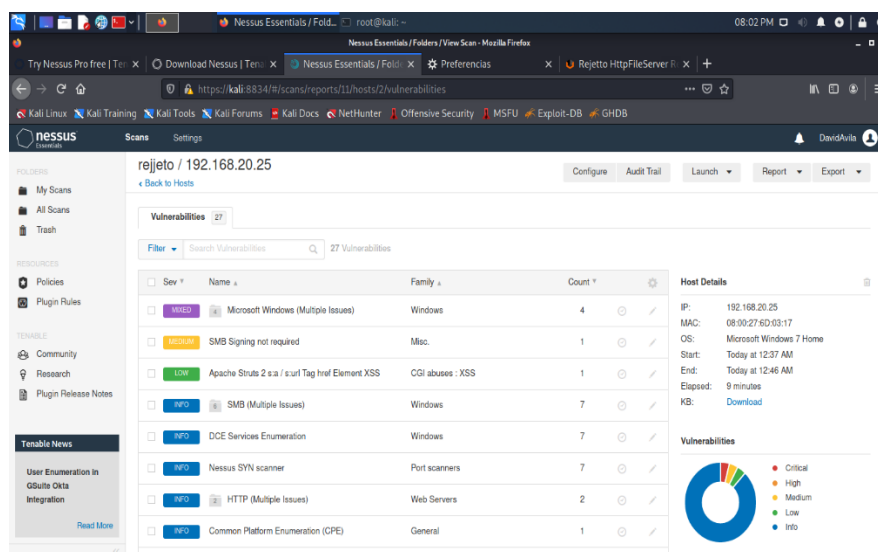 Nessus Essentials / Fold...
root@kali: ~
08:02 PM
Nessus Essentials / Folders / View Scan - Mozilla Firefox
Try Nessus Pro free | Ten
Download Nessus | Tena
Nessus Essentials / Folde
Preferencias
Rejetto HttpFileServer R
https://kali:8834/#/scans/reports/11/hosts/2/vulnerabilities
Kali Linux
Kali Training
Kali Tools
Kali Forums
Kali Docs
NetHunter
Offensive Security
MSFU
Exploit-DB
GHDB
nessus
Essentials
Scans
Settings
DavidAvila
FOLDERS
My Scans
All Scans
Trash
RESOURCES
Policies
Plugin Rules
TENABLE
Community
Research
Plugin Release Notes
Tenable News
User Enumeration in
GSuite Okta
Integration
Read More
rejjeto / 192.168.20.25
Back to Hosts
Configure
Audit Trail
Launch
Report
Export
Vulnerabilities 27
Filter
Search Vulnerabilities
27 Vulnerabilities
Sev Name Family Count
MIXED 4 Microsoft Windows (Multiple Issues) Windows 4
MEDIUM SMB Signing not required Misc. 1
LOW Apache Struts 2 s:a / s:url Tag href Element XSS CGI abuses : XSS 1
INFO SMB (Multiple Issues) Windows 7
INFO DCE Services Enumeration Windows 7
INFO Nessus SYN scanner Port scanners 7
INFO 2 HTTP (Multiple Issues) Web Servers 2
INFO Common Platform Enumeration (CPE) General 1
Host Details
IP: 192.168.20.25
MAC: 08:00:27:6D:03:17
OS: Microsoft Windows 7 Home
Start: Today at 12:37 AM
End: Today at 12:46 AM
Elapsed: 9 minutes
KB: Download
Vulnerabilities
Critical
High
Medium
Low
Info